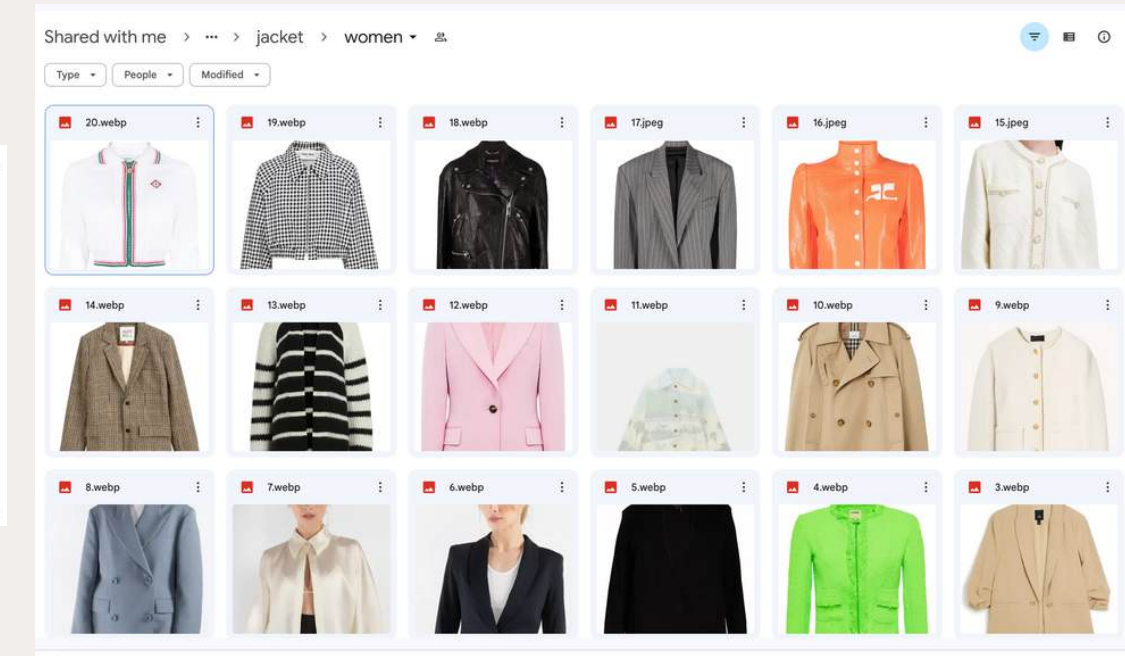 Shared with me > ... > jacket > women
Type People Modified
20.webp 19.webp 18.webp 17.jpeg 16.jpeg 15.jpeg
14.webp 13.webp 12.webp 11.webp 10.webp 9.webp
8.webp 7.webp 6.webp 5.webp 4.webp 3.webp